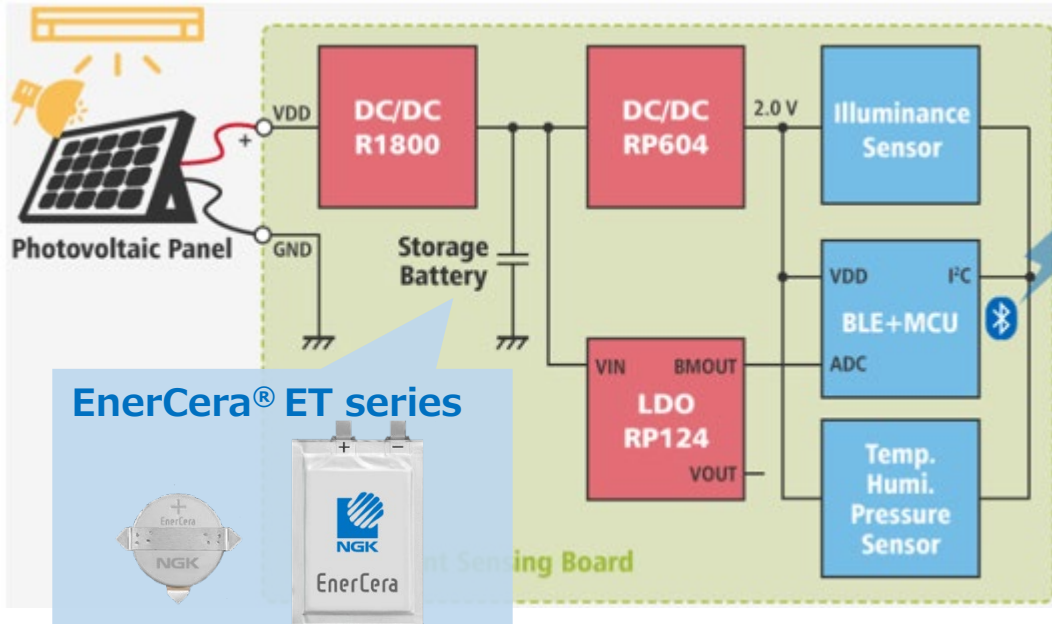 VDD
DC/DC
R1800
DC/DC
RP604
2.0 V
Illuminance
Sensor
+
Photovoltaic Panel
GND
Storage
Battery
VDD
I²C
BLE+MCU
ADC
VIN
BMOUT
LDO
RP124
VOUT
Temp.
Humi.
Pressure
Sensor
EnerCera® ET series
+
EnerCera
NGK
+ −
NGK
EnerCera
nt Sensing Board